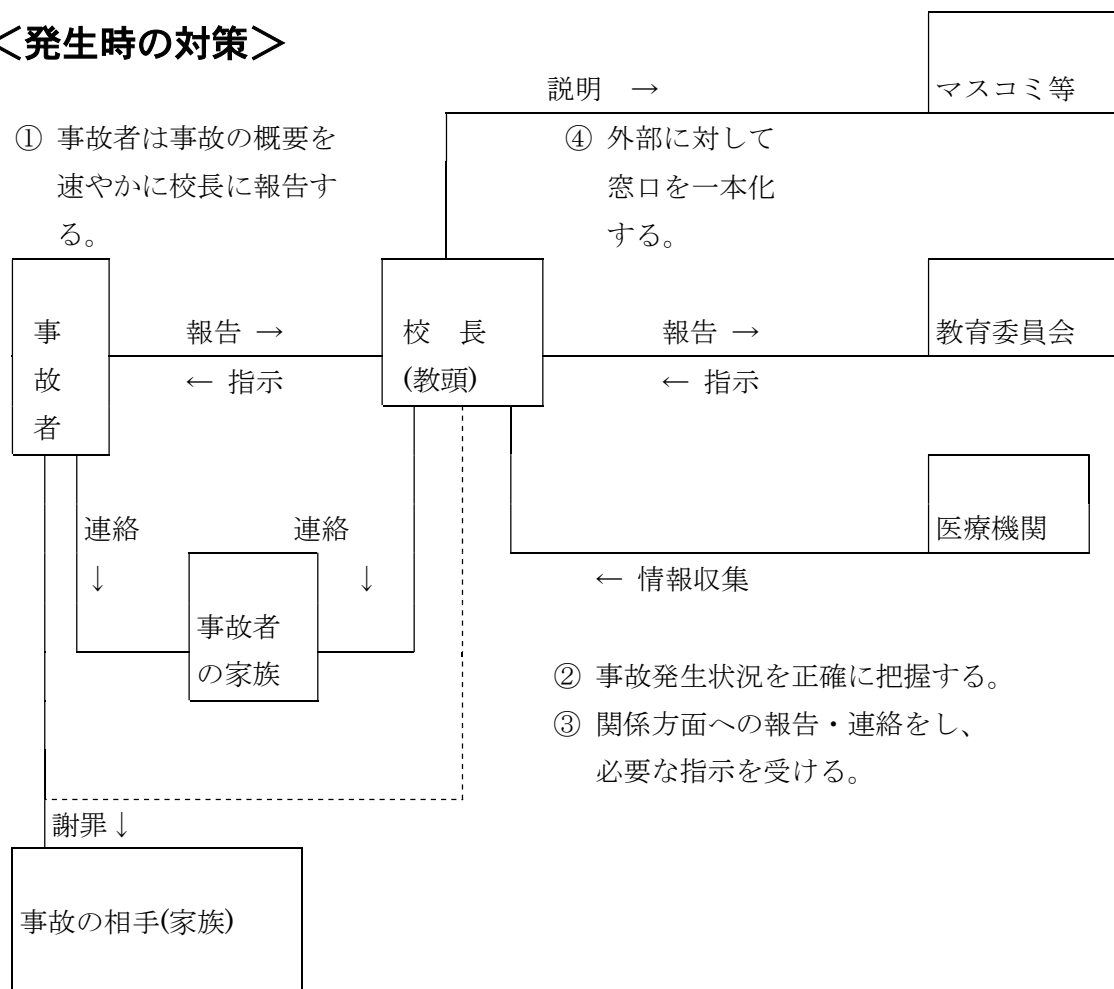 ＜発生時の対策＞
説明　→
マスコミ等
① 事故者は事故の概要を
速やかに校長に報告す
る。
④ 外部に対して
窓口を一本化
する。
事
故
者
報告 →
← 指示
校　長
(教頭)
報告 →
← 指示
教育委員会
連絡
↓
連絡
↓
事故者
の家族
医療機関
← 情報収集
② 事故発生状況を正確に把握する。
③ 関係方面への報告・連絡をし、
必要な指示を受ける。
謝罪↓
事故の相手(家族)